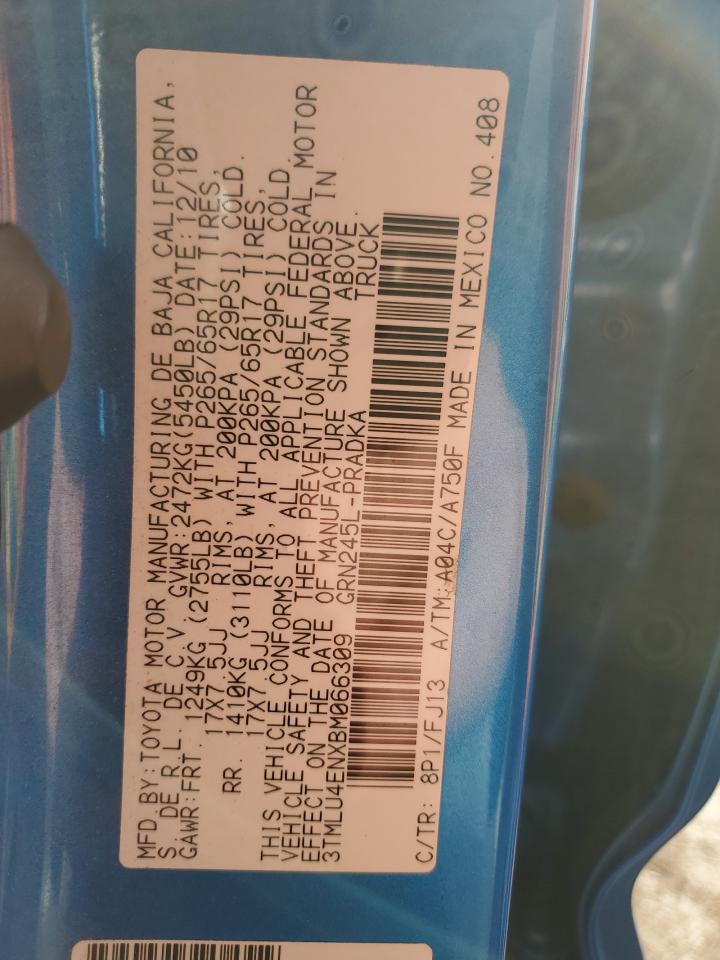 MFD. BY: TOYOTA MOTOR MANUFACTURING DE BAJA CALIFORNIA,
S. DE R.L. DE C.V. GVWR: 2472KG(5450LB) DATE: 12/10
GAWR: FRT. 1249KG (2755LB) WITH P265/65R17 TIRES,
17X7.5JJ RIMS, AT 200KPA (29PSI) COLD.
RR. 1410KG (3110LB) WITH P265/65R17 TIRES,
17X7.5JJ RIMS, AT 200KPA (29PSI) COLD.
THIS VEHICLE CONFORMS TO ALL APPLICABLE FEDERAL MOTOR
VEHICLE SAFETY AND THEFT PREVENTION STANDARDS IN
EFFECT ON THE DATE OF MANUFACTURE SHOWN ABOVE.
3TMLU4ENXBM066309 GRN245L-PRADKA TRUCK
C/TR: 8P1/FJ13 A/TM: A04C/A750F MADE IN MEXICO NO. 408